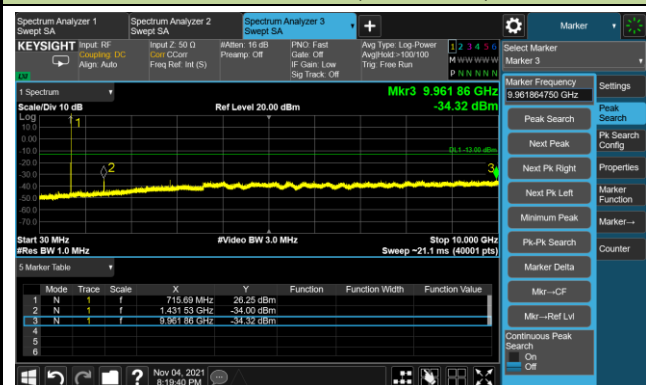 Spectrum Analyzer 1
Swept SA
Spectrum Analyzer 2
Swept SA
Spectrum Analyzer 3
Swept SA
Marker
KEYSIGHT
Input: RF
Coupling: DC
Align: Auto
Input Z: 50 Ω
Corr CCorr
Freq Ref: Int (S)
#Atten: 16 dB
Preamp: Off
PNO: Fast
Gate: Off
IF Gain: Low
Sig Track: Off
Avg Type: Log-Power
Avg|Hold:>100/100
Trig: Free Run
1 2 3 4 5 6
M W W W W W
P N N N N N
Select Marker
Marker 3
LXI
1 Spectrum
Mkr3 9.961 86 GHz
Scale/Div 10 dB
Ref Level 20.00 dBm
-34.32 dBm
Log
10.0
0.00
-10.0
-20.0
-30.0
-40.0
-50.0
-60.0
-70.0
1
2
3
DL1 -13.00 dBm
Start 30 MHz
#Video BW 3.0 MHz
Stop 10.000 GHz
#Res BW 1.0 MHz
Sweep ~21.1 ms (40001 pts)
5 Marker Table
Mode Trace Scale X Y Function Function Width Function Value
1 N 1 f 715.69 MHz 26.25 dBm
2 N 1 f 1.431 53 GHz -34.00 dBm
3 N 1 f 9.961 86 GHz -34.32 dBm
4
5
6
Marker Frequency
9.961864750 GHz
Peak Search
Next Peak
Next Pk Right
Next Pk Left
Minimum Peak
Pk-Pk Search
Marker Delta
Mkr→CF
Mkr→Ref Lvl
Continuous Peak
Search
On
Off
Settings
Peak
Search
Pk Search
Config
Properties
Marker
Function
Marker→
Counter
Nov 04, 2021
8:19:40 PM